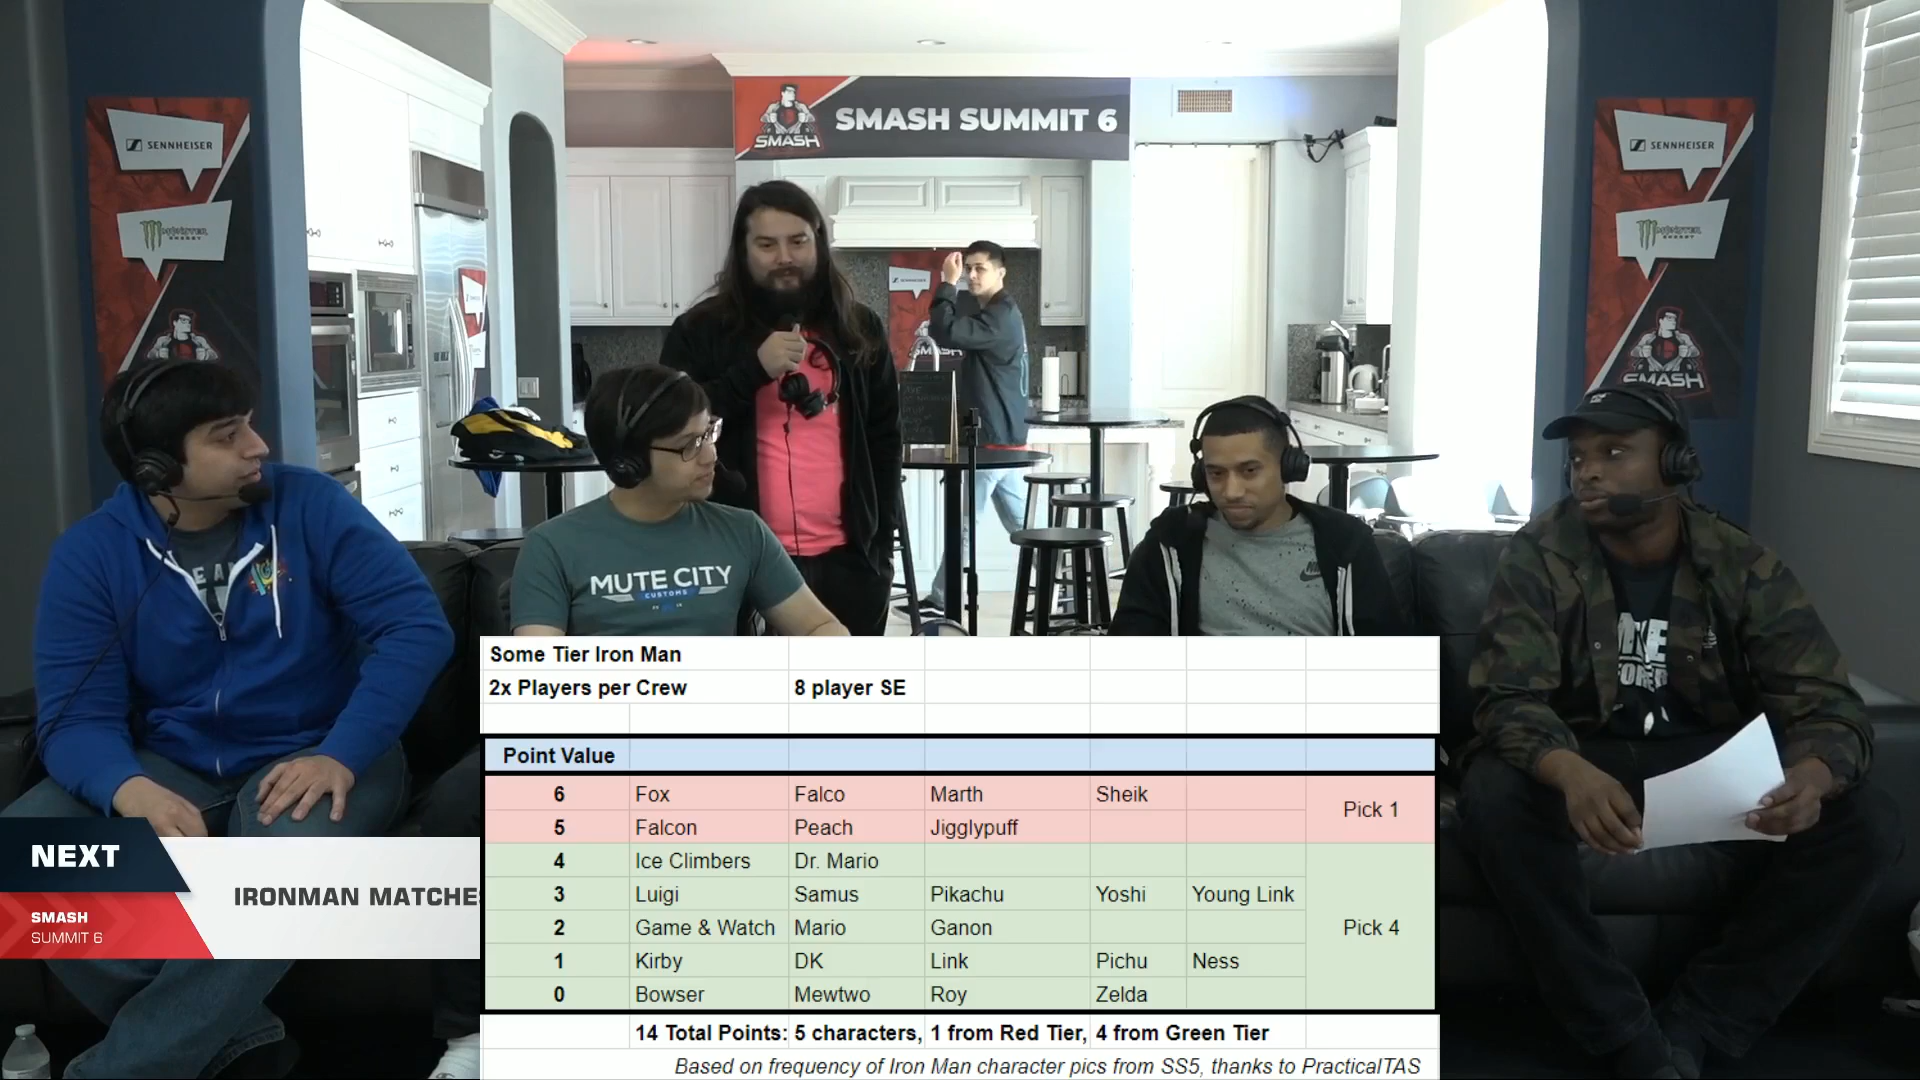 SENNHEISER
MONSTER
ENERGY
SMASH
SMASH SUMMIT 6
SENNHEISER
MONSTER
ENERGY
SMASH
MUTE CITY
CUSTOMS
Some Tier Iron Man
2x Players per Crew 8 player SE
Point Value
6 Fox Falco Marth Sheik
5 Falcon Peach Jigglypuff
Pick 1
4 Ice Climbers Dr. Mario
3 Luigi Samus Pikachu Yoshi Young Link
2 Game & Watch Mario Ganon
Pick 4
1 Kirby DK Link Pichu Ness
0 Bowser Mewtwo Roy Zelda
14 Total Points: 5 characters, 1 from Red Tier, 4 from Green Tier
Based on frequency of Iron Man character pics from SS5, thanks to PracticalTAS
NEXT
IRONMAN MATCHES
SMASH
SUMMIT 6